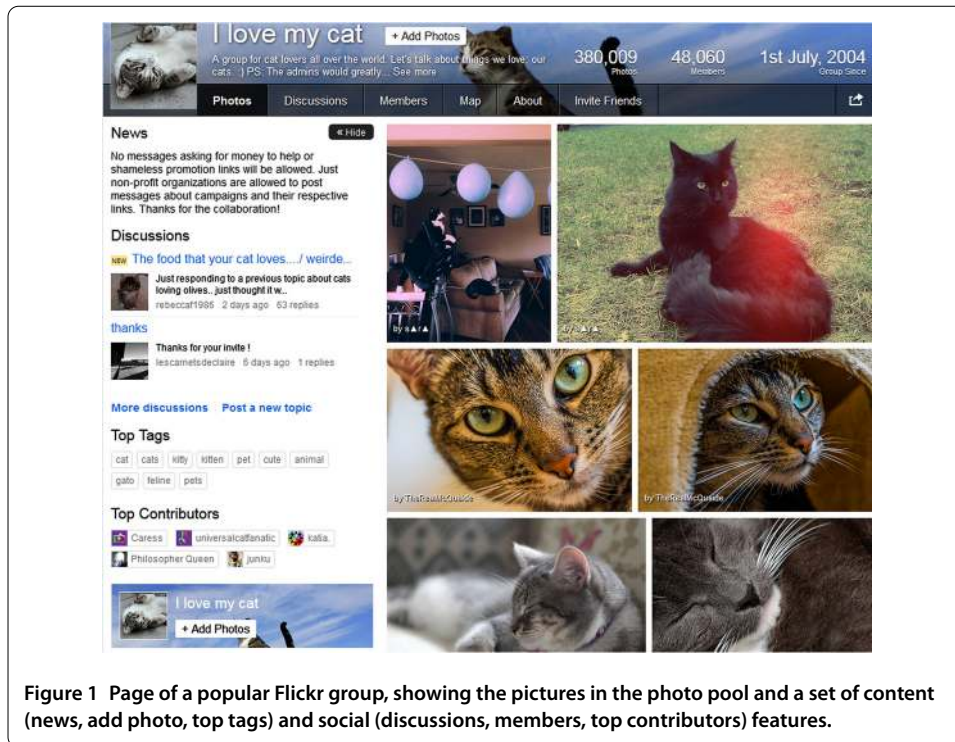 I love my cat
+ Add Photos
A group for cat lovers all over the world. Let's talk about things we love: our
cats. :) PS: The admins would greatly... See more
380,009
Photos
48,060
Members
1st July, 2004
Group Since
Photos Discussions Members Map About Invite Friends
News
« Hide
No messages asking for money to help or
shameless promotion links will be allowed. Just
non-profit organizations are allowed to post
messages about campaigns and their respective
links. Thanks for the collaboration!
Discussions
NEW The food that your cat loves..../ weirde...
Just responding to a previous topic about cats
loving olives.. just thought it w...
rebeccaf1985 2 days ago 63 replies
thanks
Thanks for your invite !
lescarnetsdeclaire 6 days ago 1 replies
More discussions Post a new topic
Top Tags
cat cats kitty kitten pet cute animal
gato feline pets
Top Contributors
Caress universalcatfanatic katia.
Philosopher Queen junku
I love my cat
+ Add Photos
by s▲r▲
by TheRealMcQuaide
by TheRealMcQuaide
Figure 1 Page of a popular Flickr group, showing the pictures in the photo pool and a set of content
(news, add photo, top tags) and social (discussions, members, top contributors) features.